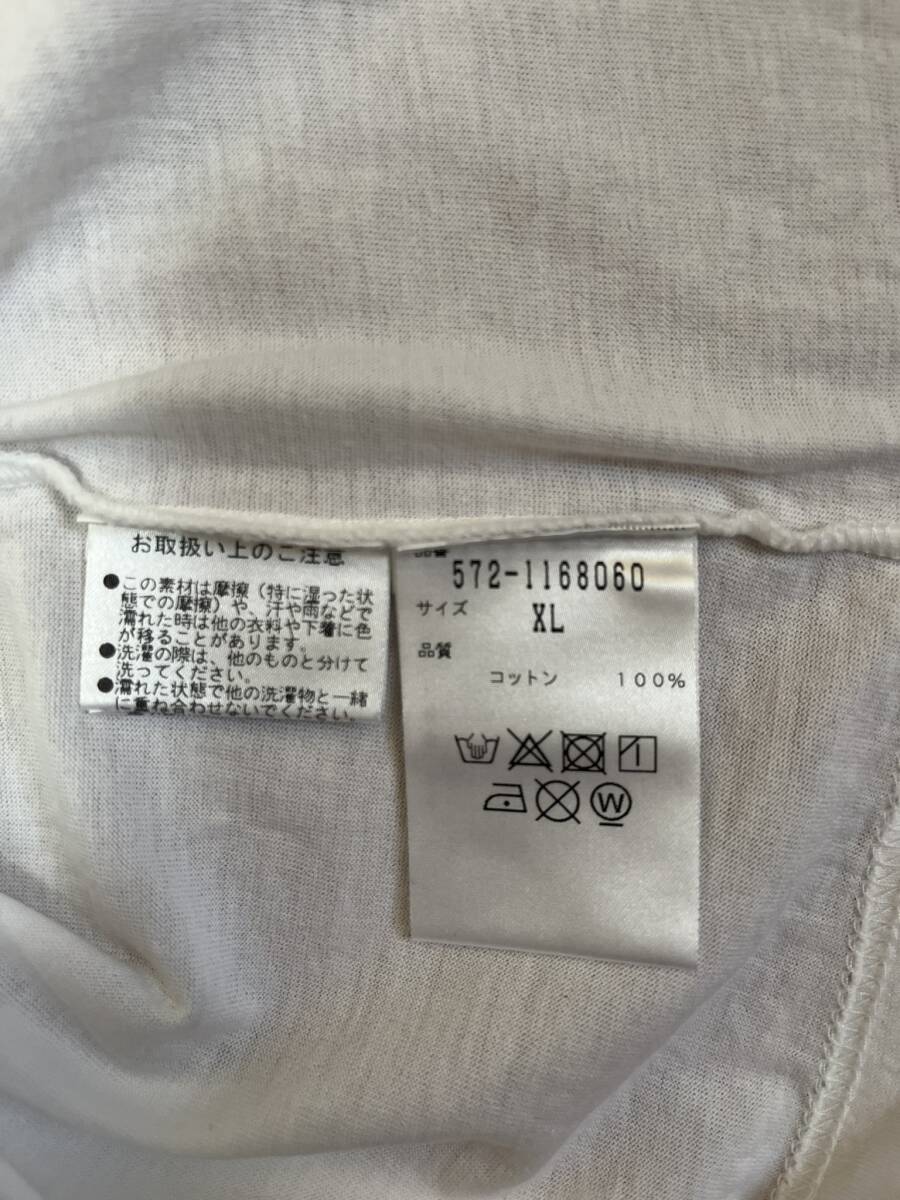 お取扱い上のご注意
●この素材は摩擦（特に湿った状
態での摩擦）や、汗や雨などで
濡れた時は他の衣料や下着に色
が移ることがあります。
●洗濯の際は、他のものと分けて
洗ってください。
●濡れた状態で他の洗濯物と一緒
に重ね合わせないでください。
品番
572-1168060
サイズ
XL
品質
コットン 100%
W